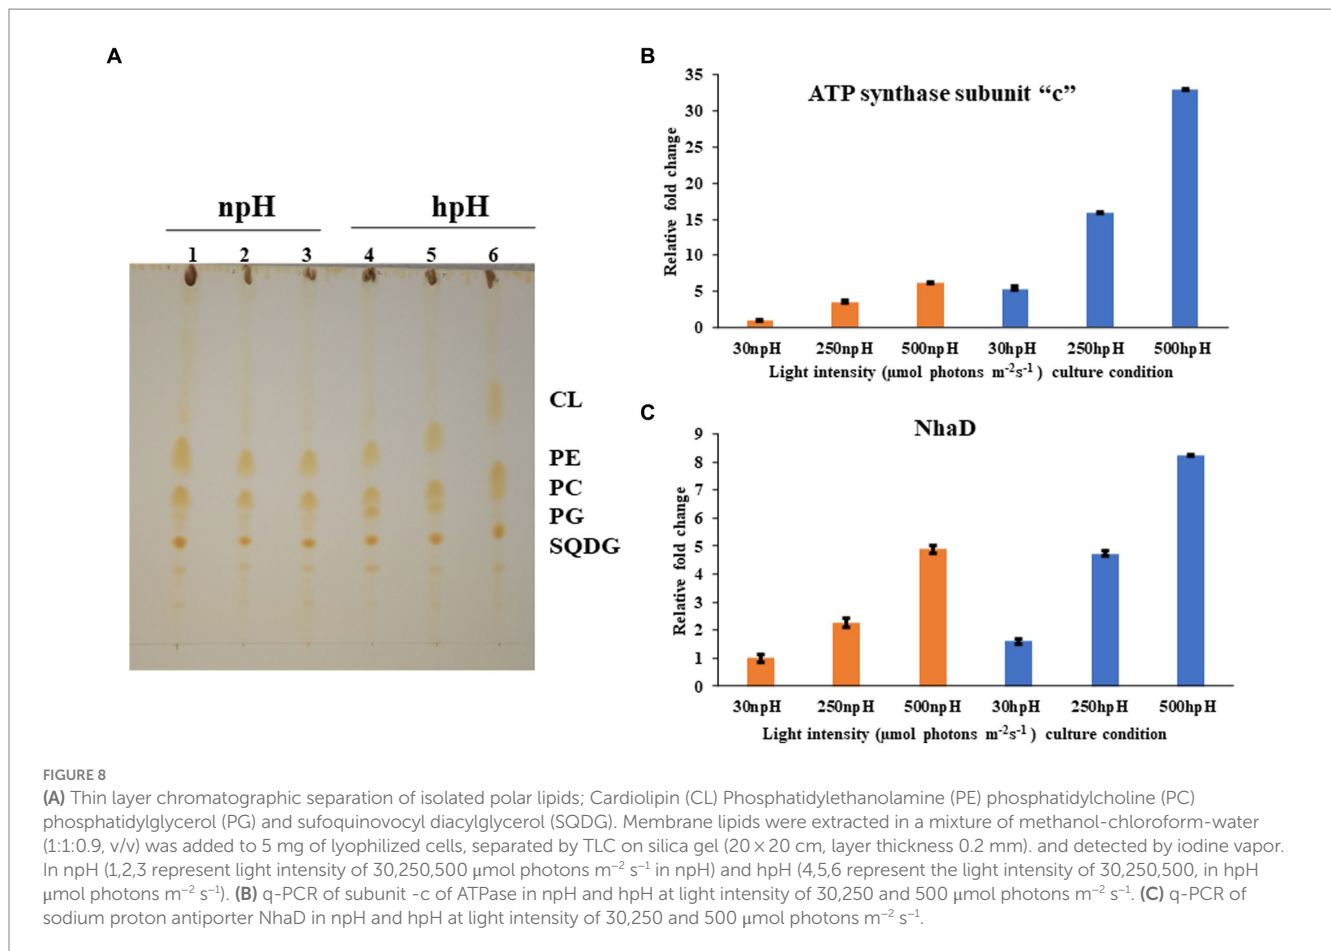 A
npH hpH
1 2 3 4 5 6
CL
PE
PC
PG
SQDG
B
ATP synthase subunit “c”
Relative fold change
35
30
25
20
15
10
5
0
30npH 250npH 500npH 30hpH 250hpH 500hpH
Light intensity (µmol photons m⁻²s⁻¹ ) culture condition
C
NhaD
Relative fold change
9
8
7
6
5
4
3
2
1
0
30npH 250npH 500npH 30hpH 250hpH 500hpH
Light intensity (µmol photons m⁻²s⁻¹ ) culture condition
FIGURE 8
(A) Thin layer chromatographic separation of isolated polar lipids; Cardiolipin (CL) Phosphatidylethanolamine (PE) phosphatidylcholine (PC)
phosphatidylglycerol (PG) and sufoquinovocyl diacylglycerol (SQDG). Membrane lipids were extracted in a mixture of methanol-chloroform-water
(1:1:0.9, v/v) was added to 5 mg of lyophilized cells, separated by TLC on silica gel (20 × 20 cm, layer thickness 0.2 mm). and detected by iodine vapor.
In npH (1,2,3 represent light intensity of 30,250,500 µmol photons m⁻² s⁻¹ in npH) and hpH (4,5,6 represent the light intensity of 30,250,500, in hpH
µmol photons m⁻² s⁻¹). (B) q-PCR of subunit -c of ATPase in npH and hpH at light intensity of 30,250 and 500 µmol photons m⁻² s⁻¹. (C) q-PCR of
sodium proton antiporter NhaD in npH and hpH at light intensity of 30,250 and 500 µmol photons m⁻² s⁻¹.